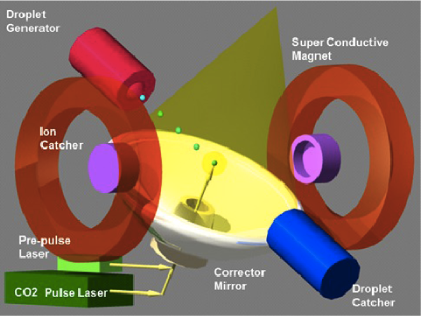 Droplet
Generator
Super Conductive
Magnet
Ion
Catcher
Pre-pulse
Laser
CO2 Pulse Laser
Corrector
Mirror
Droplet
Catcher